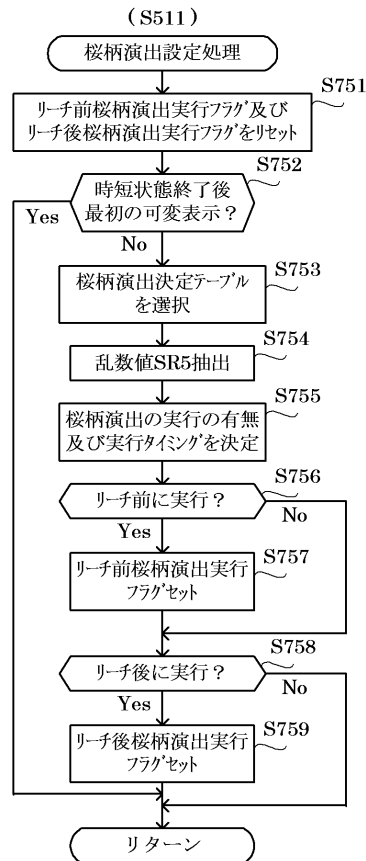 (S511)
桜柄演出設定処理
S751
リーチ前桜柄演出実行フラグ及び
リーチ後桜柄演出実行フラグをリセット
S752
時短状態終了後
最初の可変表示?
Yes
No
S753
桜柄演出決定テーブル
を選択
S754
乱数値SR5抽出
S755
桜柄演出の実行の有無
及び実行タイミングを決定
S756
リーチ前に実行?
No
Yes
S757
リーチ前桜柄演出実行
フラグセット
S758
リーチ後に実行?
No
Yes
S759
リーチ後桜柄演出実行
フラグセット
リターン